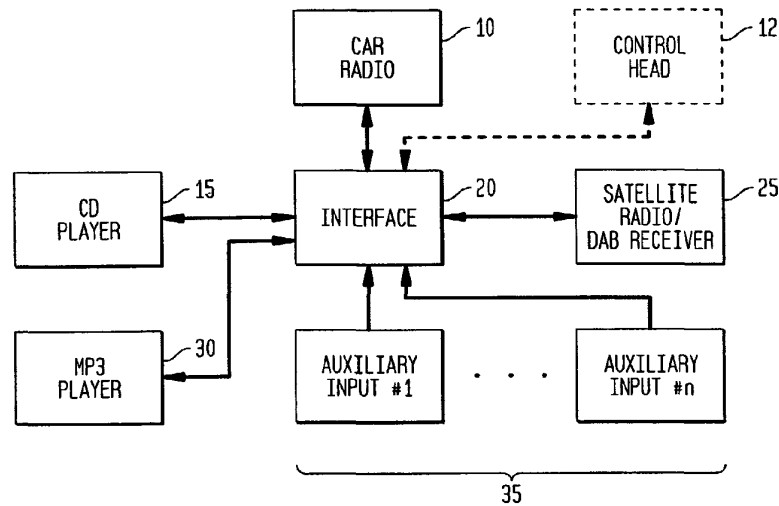 CAR
RADIO
10
CONTROL
HEAD
12
CD
PLAYER
15
INTERFACE
20
SATELLITE
RADIO/
DAB RECEIVER
25
MP3
PLAYER
30
AUXILIARY
INPUT #1
. . .
AUXILIARY
INPUT #n
35